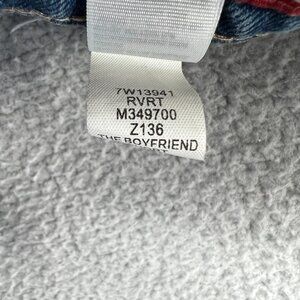 7W13941
RVRT
M349700
Z136
THE BOYFRIEND